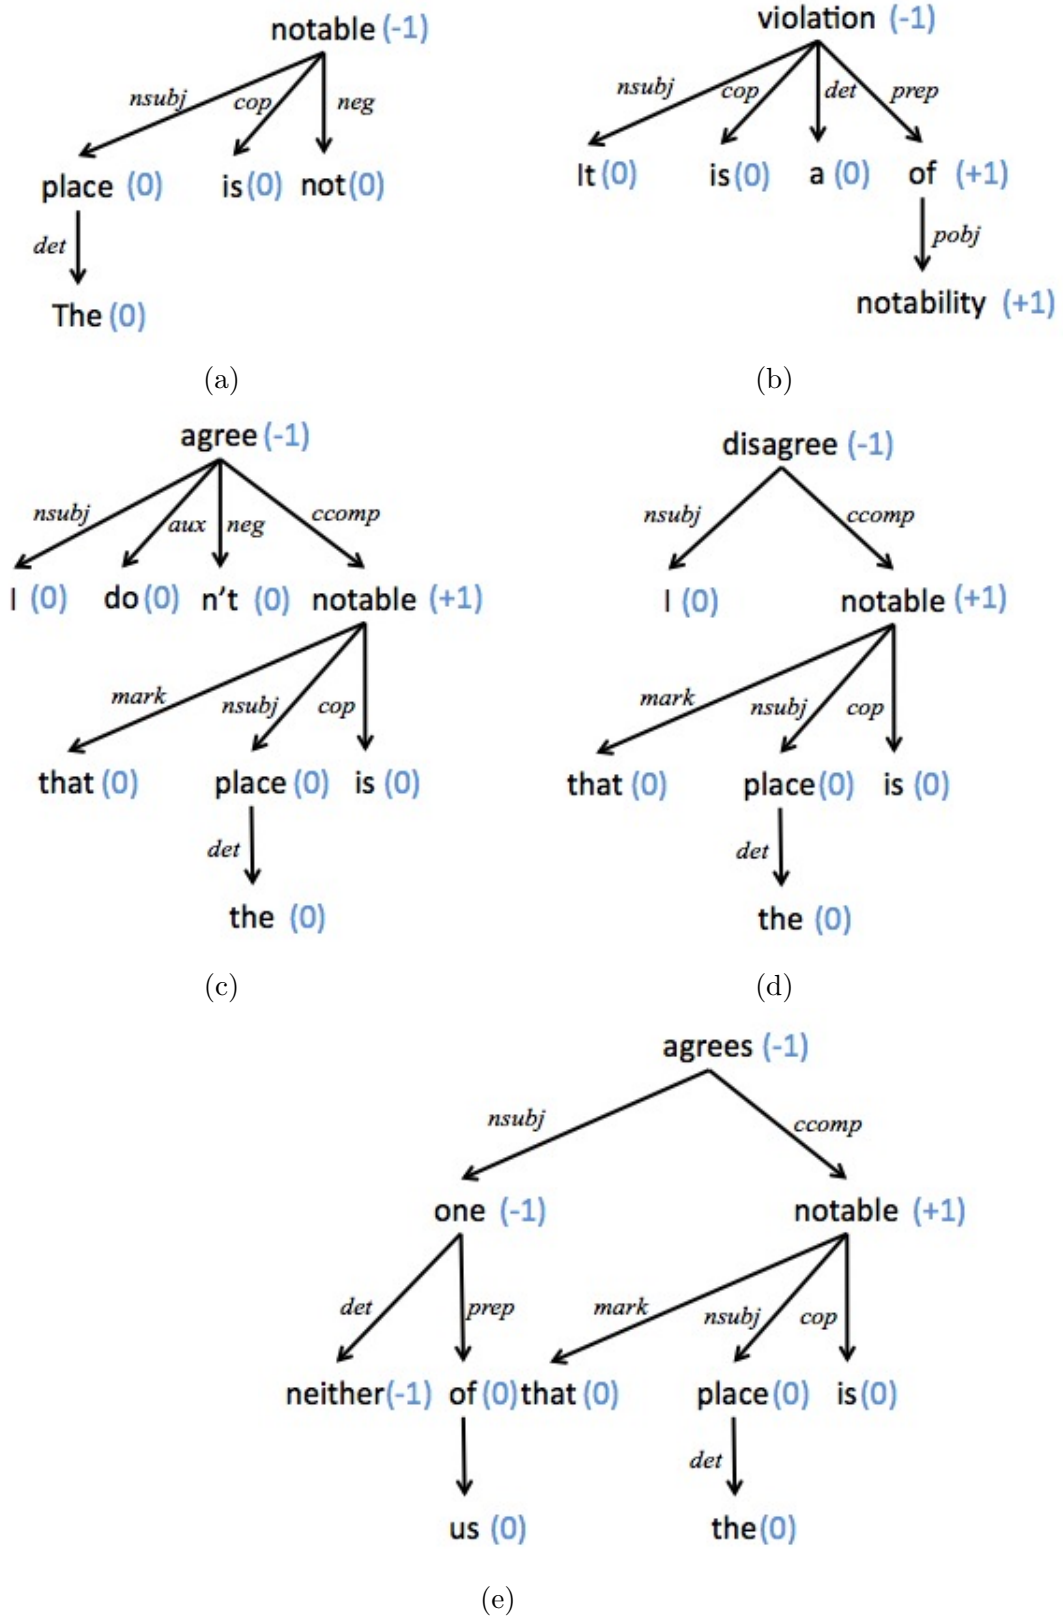 notable (-1)
nsubj cop neg
place (0) is (0) not (0)
det
The (0)
(a)
violation (-1)
nsubj cop det prep
It (0) is (0) a (0) of (+1)
pobj
notability (+1)
(b)
agree (-1)
nsubj aux neg ccomp
I (0) do (0) n't (0) notable (+1)
mark nsubj cop
that (0) place (0) is (0)
det
the (0)
(c)
disagree (-1)
nsubj ccomp
I (0) notable (+1)
mark nsubj cop
that (0) place (0) is (0)
det
the (0)
(d)
agrees (-1)
nsubj ccomp
one (-1) notable (+1)
det prep mark nsubj cop
neither (-1) of (0) that (0) place (0) is (0)
det
us (0) the (0)
(e)